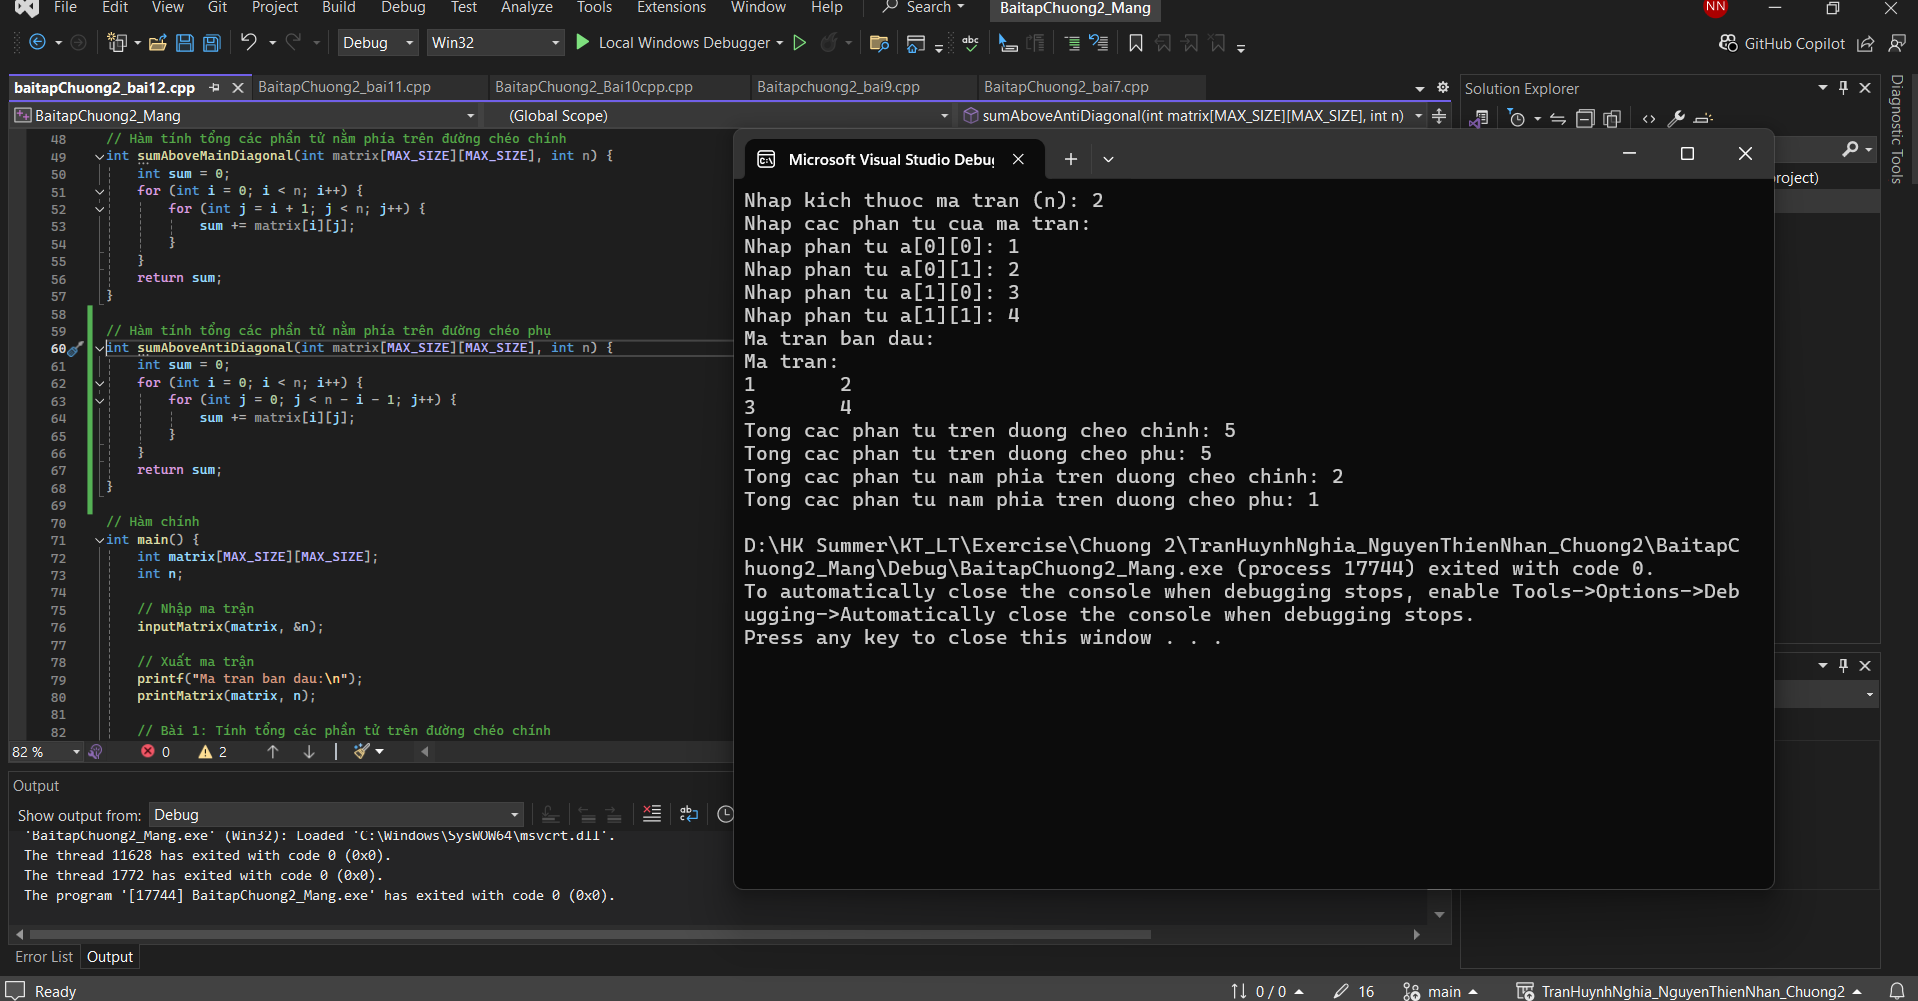 File Edit View Git Project Build Debug Test Analyze Tools Extensions Window Help Search BaitapChuong2_Mang NN
Debug Win32 Local Windows Debugger GitHub Copilot
baitapChuong2_bai12.cpp BaitapChuong2_bai11.cpp BaitapChuong2_Bai10cpp.cpp Baitapchuong2_bai9.cpp BaitapChuong2_bai7.cpp
BaitapChuong2_Mang (Global Scope) sumAboveAntiDiagonal(int matrix[MAX_SIZE][MAX_SIZE], int n)
48 // Hàm tính tổng các phần tử nằm phía trên đường chéo chính
49 int sumAboveMainDiagonal(int matrix[MAX_SIZE][MAX_SIZE], int n) {
50 int sum = 0;
51 for (int i = 0; i < n; i++) {
52 for (int j = i + 1; j < n; j++) {
53 sum += matrix[i][j];
54 }
55 }
56 return sum;
57 }
58
59 // Hàm tính tổng các phần tử nằm phía trên đường chéo phụ
60 int sumAboveAntiDiagonal(int matrix[MAX_SIZE][MAX_SIZE], int n) {
61 int sum = 0;
62 for (int i = 0; i < n; i++) {
63 for (int j = 0; j < n - i - 1; j++) {
64 sum += matrix[i][j];
65 }
66 }
67 return sum;
68 }
69
70 // Hàm chính
71 int main() {
72 int matrix[MAX_SIZE][MAX_SIZE];
73 int n;
74
75 // Nhập ma trận
76 inputMatrix(matrix, &n);
77
78 // Xuất ma trận
79 printf("Ma tran ban dau:\n");
80 printMatrix(matrix, n);
81
82 // Bài 1: Tính tổng các phần tử trên đường chéo chính
82 % 0 2
Output
Show output from: Debug
'BaitapChuong2_Mang.exe' (Win32): Loaded 'C:\Windows\SysWOW64\msvcrt.dll'.
The thread 11628 has exited with code 0 (0x0).
The thread 1772 has exited with code 0 (0x0).
The program '[17744] BaitapChuong2_Mang.exe' has exited with code 0 (0x0).
Error List Output
Microsoft Visual Studio Debu
Nhap kich thuoc ma tran (n): 2
Nhap cac phan tu cua ma tran:
Nhap phan tu a[0][0]: 1
Nhap phan tu a[0][1]: 2
Nhap phan tu a[1][0]: 3
Nhap phan tu a[1][1]: 4
Ma tran ban dau:
Ma tran:
1 2
3 4
Tong cac phan tu tren duong cheo chinh: 5
Tong cac phan tu tren duong cheo phu: 5
Tong cac phan tu nam phia tren duong cheo chinh: 2
Tong cac phan tu nam phia tren duong cheo phu: 1
D:\HK Summer\KT_LT\Exercise\Chuong 2\TranHuynhNghia_NguyenThienNhan_Chuong2\BaitapC
huong2_Mang\Debug\BaitapChuong2_Mang.exe (process 17744) exited with code 0.
To automatically close the console when debugging stops, enable Tools->Options->Deb
ugging->Automatically close the console when debugging stops.
Press any key to close this window . . .
Solution Explorer
roject)
Diagnostic Tools
Ready 0 / 0 16 main TranHuynhNghia_NguyenThienNhan_Chuong2